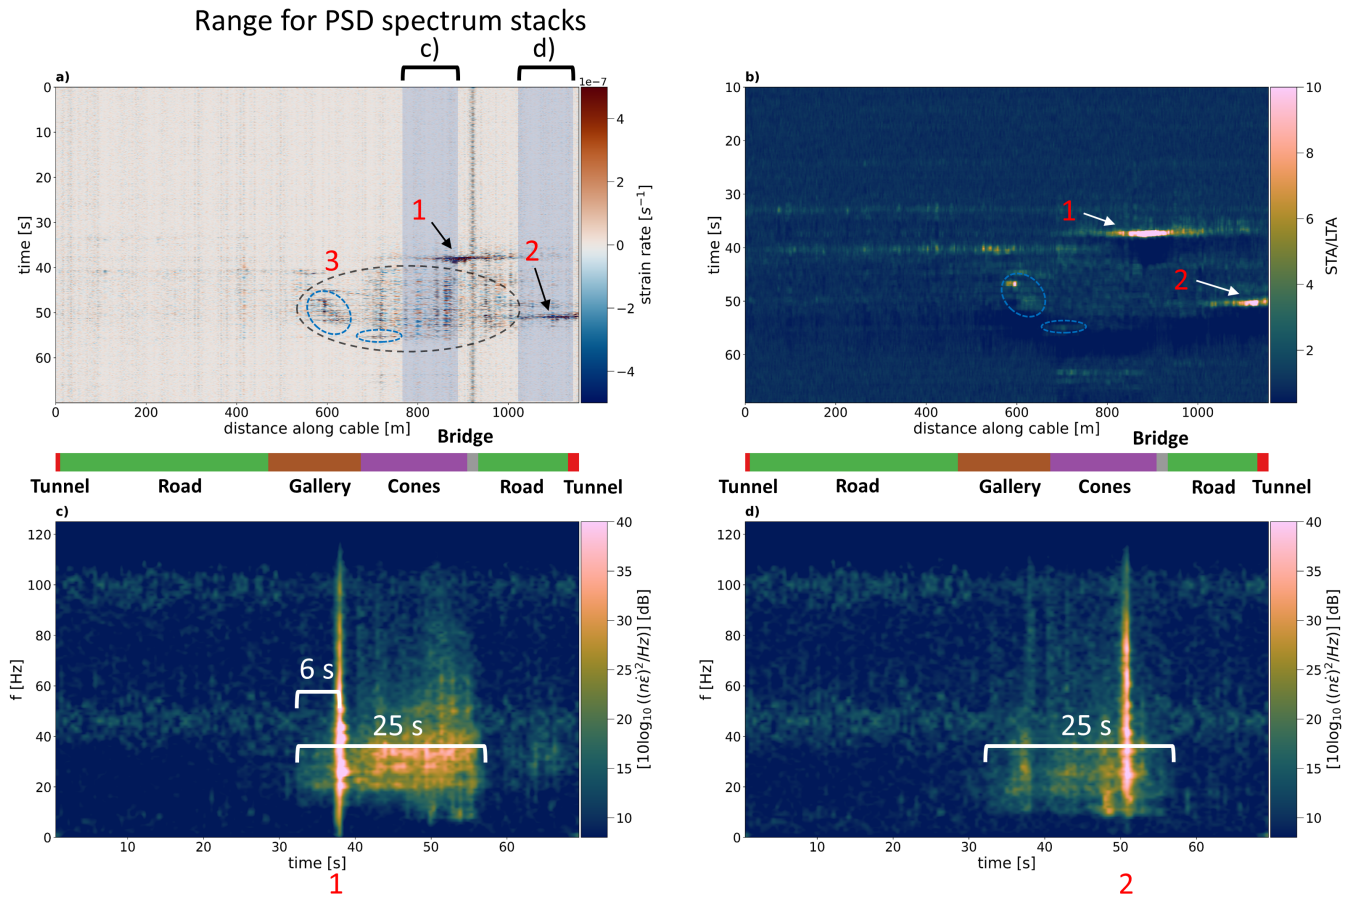 Range for PSD spectrum stacks
c)
d)
a)
1e−7
0
10
20
30
40
50
60
time [s]
1
2
3
4
2
0
−2
−4
strain rate [s⁻¹]
0 200 400 600 800 1000
distance along cable [m]
Bridge
Tunnel Road Gallery Cones Road Tunnel
b)
10
20
30
40
50
60
time [s]
1
2
10
8
6
4
2
STA/LTA
0 200 400 600 800 1000
distance along cable [m]
Bridge
Tunnel Road Gallery Cones Road Tunnel
c)
120
100
80
60
40
20
0
f [Hz]
6 s
25 s
40
35
30
25
20
15
10
[10log₁₀((nε̇)²/Hz)] [dB]
10 20 30 40 50 60
time [s]
1
d)
120
100
80
60
40
20
0
f [Hz]
25 s
40
35
30
25
20
15
10
[10log₁₀((nε̇)²/Hz)] [dB]
10 20 30 40 50 60
time [s]
2